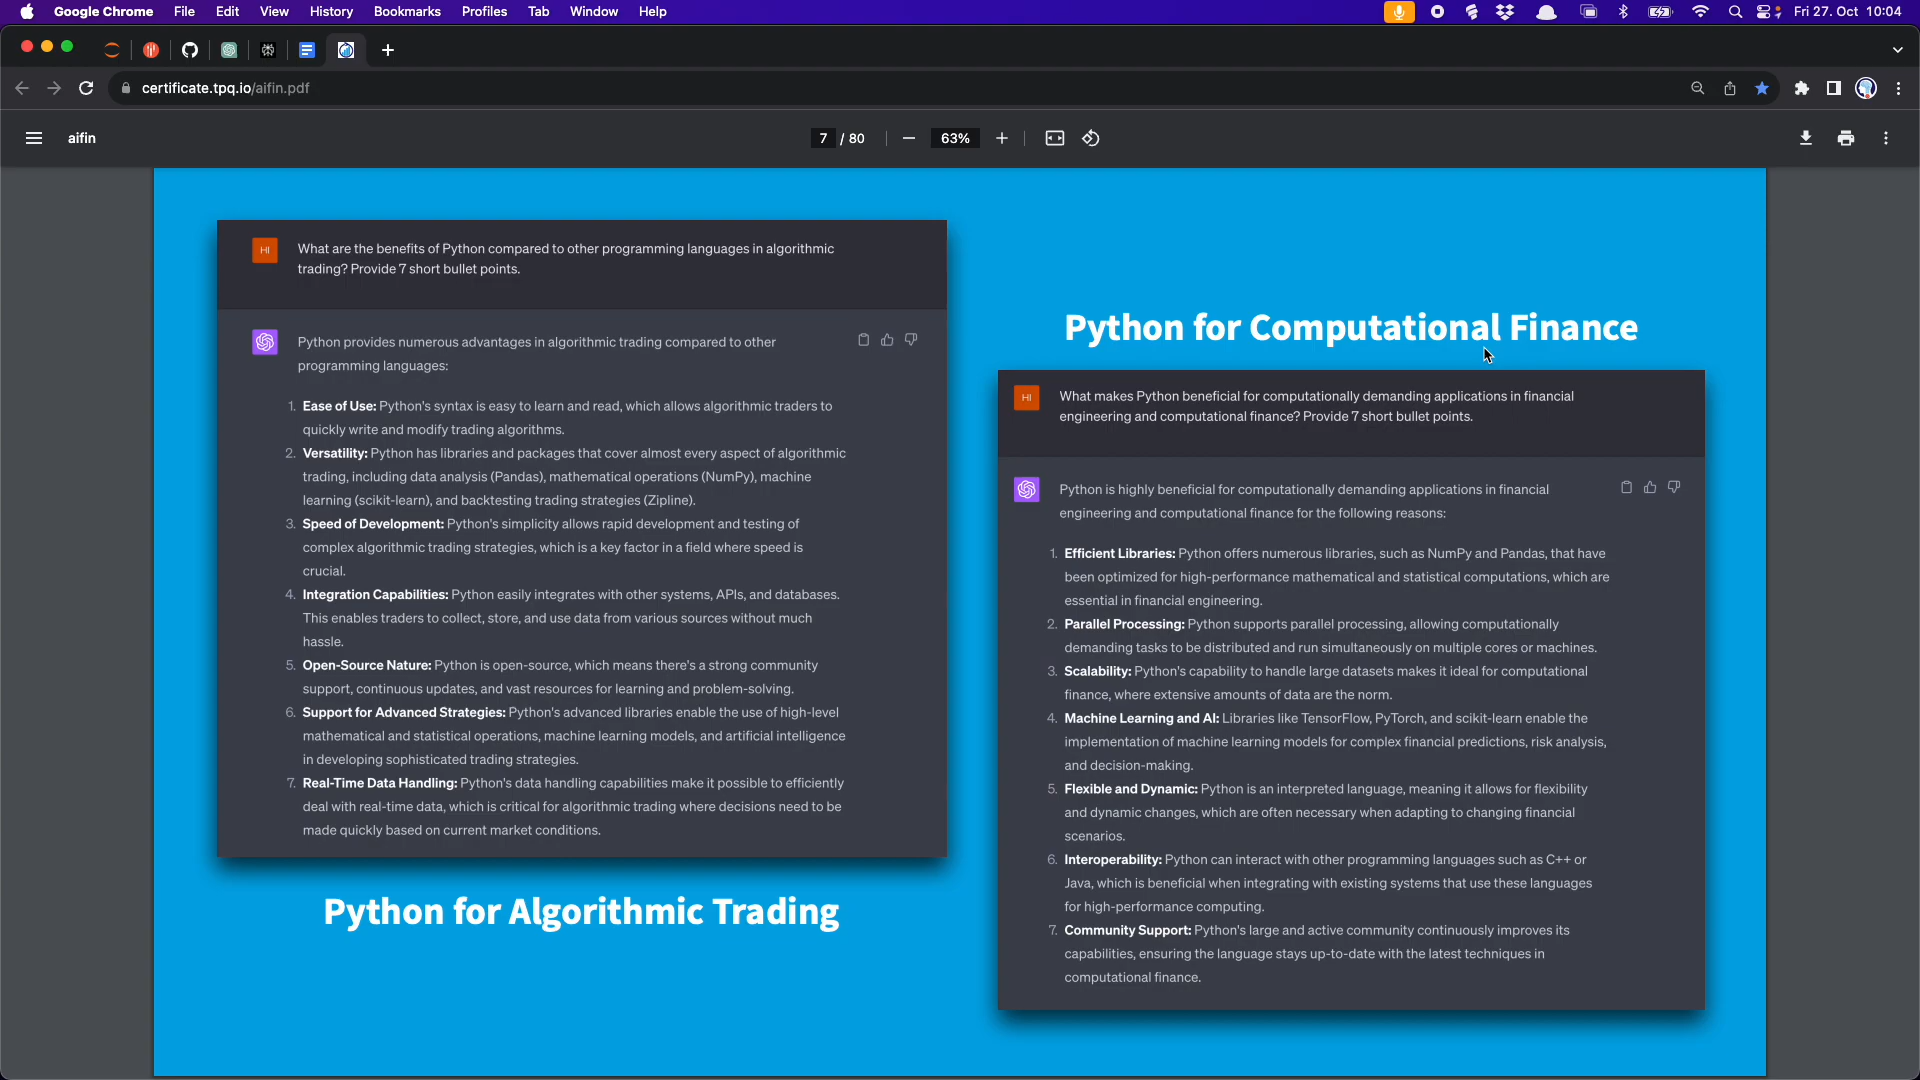 Google Chrome File Edit View History Bookmarks Profiles Tab Window Help Fri 27. Oct 10:04
certificate.tpq.io/aifin.pdf
aifin 7 / 80 63%
HI
What are the benefits of Python compared to other programming languages in algorithmic
trading? Provide 7 short bullet points.
Python provides numerous advantages in algorithmic trading compared to other
programming languages:
1. Ease of Use: Python's syntax is easy to learn and read, which allows algorithmic traders to
quickly write and modify trading algorithms.
2. Versatility: Python has libraries and packages that cover almost every aspect of algorithmic
trading, including data analysis (Pandas), mathematical operations (NumPy), machine
learning (scikit-learn), and backtesting trading strategies (Zipline).
3. Speed of Development: Python's simplicity allows rapid development and testing of
complex algorithmic trading strategies, which is a key factor in a field where speed is
crucial.
4. Integration Capabilities: Python easily integrates with other systems, APIs, and databases.
This enables traders to collect, store, and use data from various sources without much
hassle.
5. Open-Source Nature: Python is open-source, which means there's a strong community
support, continuous updates, and vast resources for learning and problem-solving.
6. Support for Advanced Strategies: Python's advanced libraries enable the use of high-level
mathematical and statistical operations, machine learning models, and artificial intelligence
in developing sophisticated trading strategies.
7. Real-Time Data Handling: Python's data handling capabilities make it possible to efficiently
deal with real-time data, which is critical for algorithmic trading where decisions need to be
made quickly based on current market conditions.
Python for Algorithmic Trading
Python for Computational Finance
HI
What makes Python beneficial for computationally demanding applications in financial
engineering and computational finance? Provide 7 short bullet points.
Python is highly beneficial for computationally demanding applications in financial
engineering and computational finance for the following reasons:
1. Efficient Libraries: Python offers numerous libraries, such as NumPy and Pandas, that have
been optimized for high-performance mathematical and statistical computations, which are
essential in financial engineering.
2. Parallel Processing: Python supports parallel processing, allowing computationally
demanding tasks to be distributed and run simultaneously on multiple cores or machines.
3. Scalability: Python's capability to handle large datasets makes it ideal for computational
finance, where extensive amounts of data are the norm.
4. Machine Learning and AI: Libraries like TensorFlow, PyTorch, and scikit-learn enable the
implementation of machine learning models for complex financial predictions, risk analysis,
and decision-making.
5. Flexible and Dynamic: Python is an interpreted language, meaning it allows for flexibility
and dynamic changes, which are often necessary when adapting to changing financial
scenarios.
6. Interoperability: Python can interact with other programming languages such as C++ or
Java, which is beneficial when integrating with existing systems that use these languages
for high-performance computing.
7. Community Support: Python's large and active community continuously improves its
capabilities, ensuring the language stays up-to-date with the latest techniques in
computational finance.